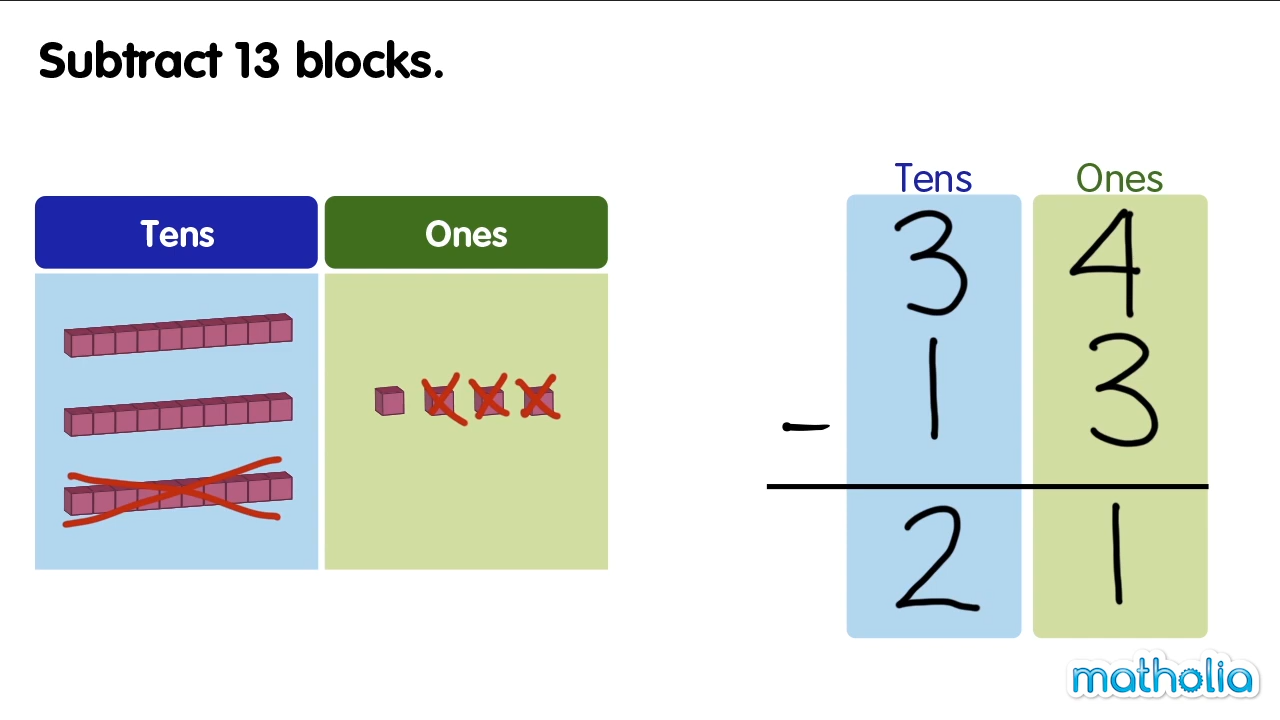 Subtract 13 blocks.
Tens Ones
Tens Ones
3 4
- 1 3
2 1
matholia